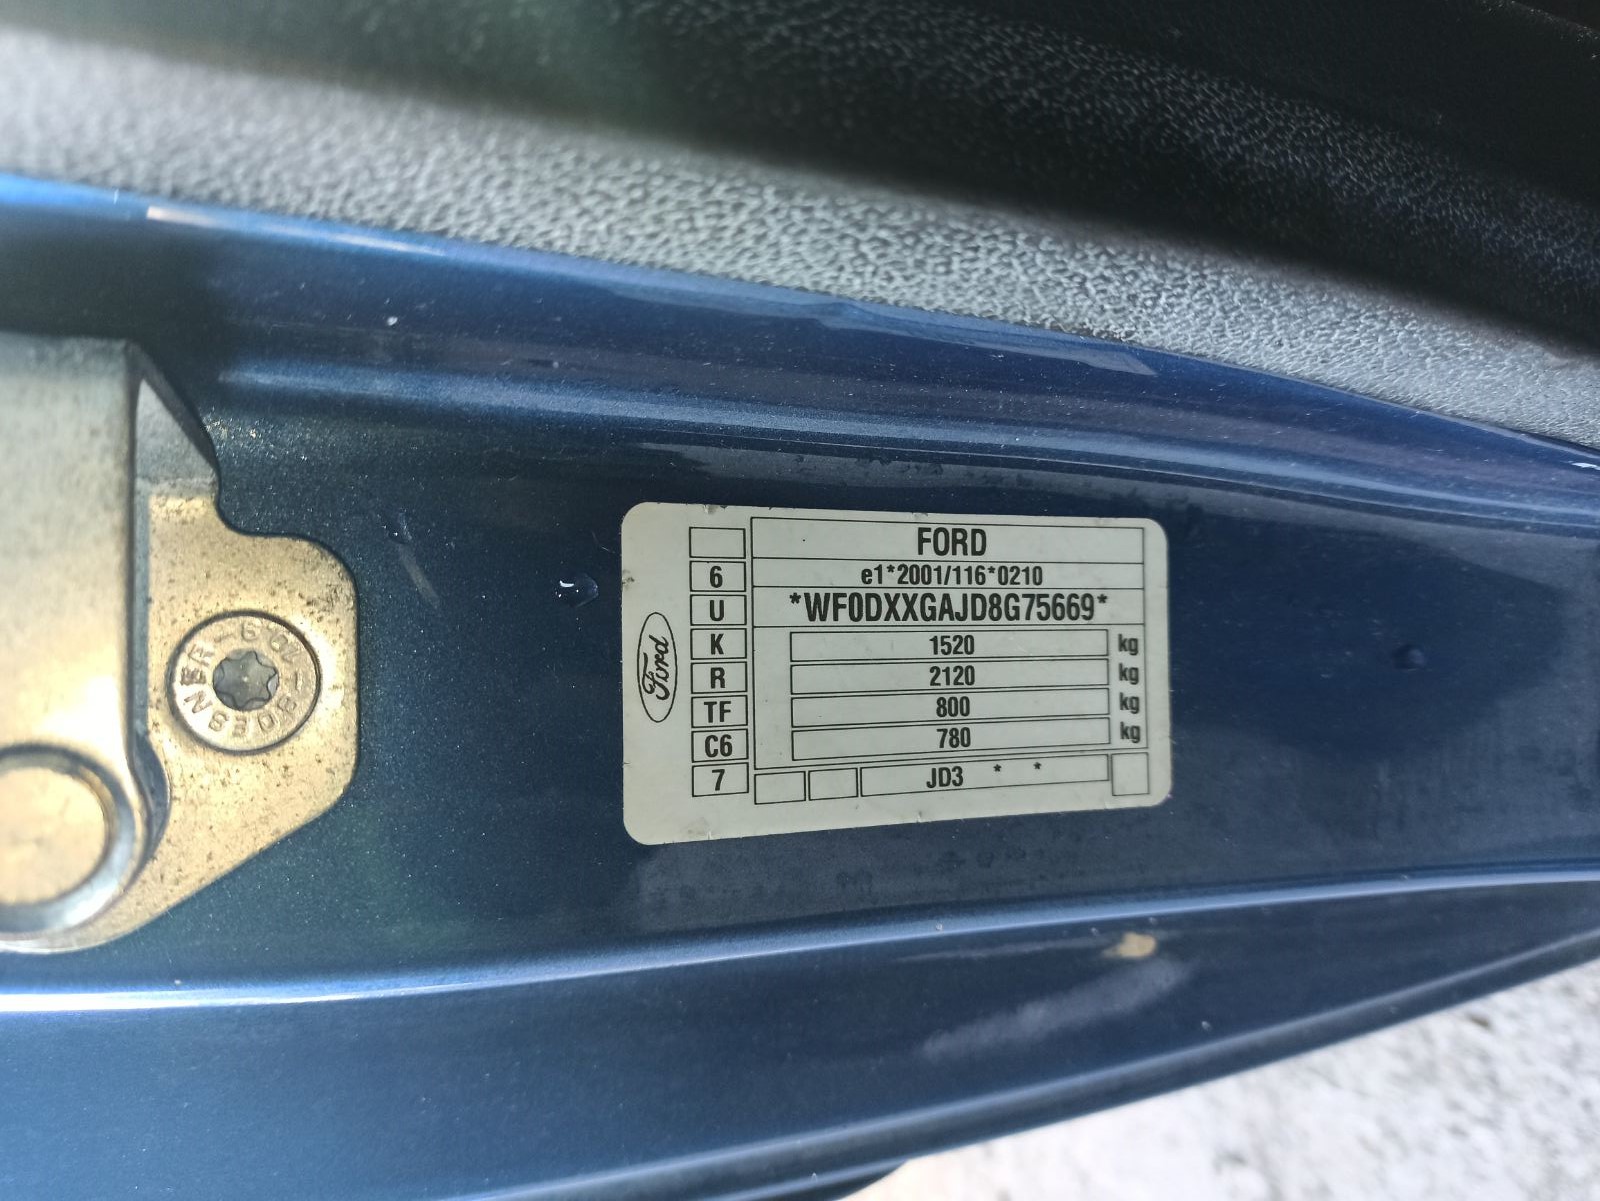 FORD
6 e1*2001/116*0210
U *WF0DXXGAJD8G75669*
K 1520 kg
R 2120 kg
TF 800 kg
C6 780 kg
7 JD3 * *
Ford